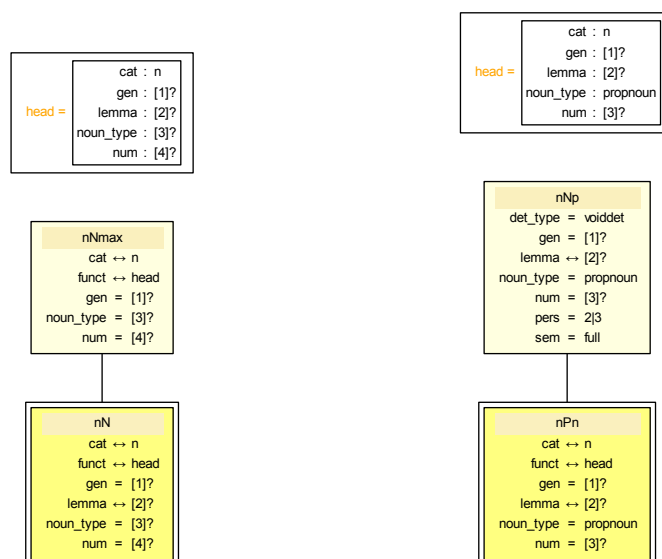 cat : n
gen : [1]?
head = lemma : [2]?
noun_type : [3]?
num : [4]?
nNmax
cat ↔ n
funct ↔ head
gen = [1]?
noun_type = [3]?
num = [4]?
nN
cat ↔ n
funct ↔ head
gen = [1]?
lemma ↔ [2]?
noun_type = [3]?
num = [4]?
cat : n
gen : [1]?
head = lemma : [2]?
noun_type : propnoun
num : [3]?
nNp
det_type = voiddet
gen = [1]?
lemma ↔ [2]?
noun_type = propnoun
num = [3]?
pers = 2|3
sem = full
nPn
cat ↔ n
funct ↔ head
gen = [1]?
lemma ↔ [2]?
noun_type = propnoun
num = [3]?